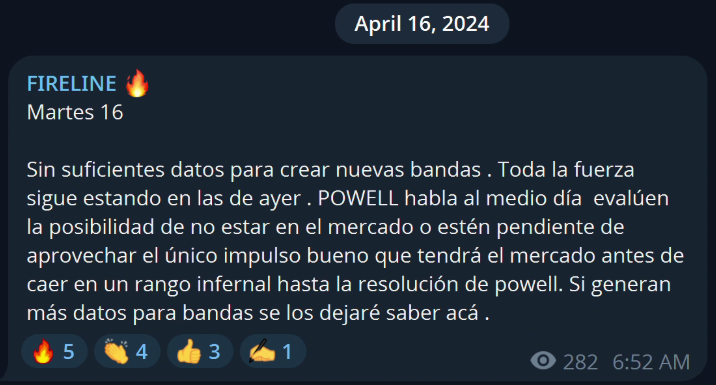 April 16, 2024
FIRELINE 🔥
Martes 16
Sin suficientes datos para crear nuevas bandas . Toda la fuerza
sigue estando en las de ayer . POWELL habla al medio día  evalúen
la posibilidad de no estar en el mercado o estén pendiente de
aprovechar el único impulso bueno que tendrá el mercado antes de
caer en un rango infernal hasta la resolución de powell. Si generan
más datos para bandas se los dejaré saber acá .
🔥 5 👏 4 👍 3 ✍️ 1 282 6:52 AM